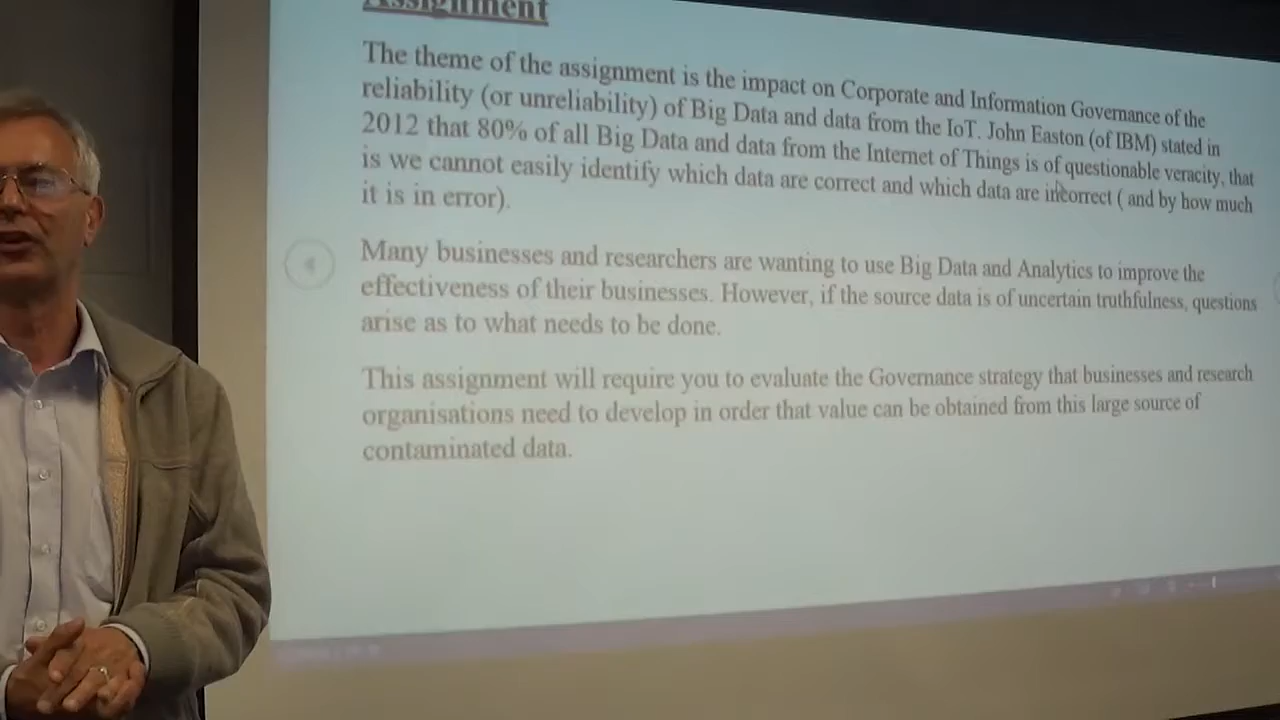 Assignment
The theme of the assignment is the impact on Corporate and Information Governance of the
reliability (or unreliability) of Big Data and data from the IoT. John Easton (of IBM) stated in
2012 that 80% of all Big Data and data from the Internet of Things is of questionable veracity, that
is we cannot easily identify which data are correct and which data are incorrect ( and by how much
it is in error).
Many businesses and researchers are wanting to use Big Data and Analytics to improve the
effectiveness of their businesses. However, if the source data is of uncertain truthfulness, questions
arise as to what needs to be done.
This assignment will require you to evaluate the Governance strategy that businesses and research
organisations need to develop in order that value can be obtained from this large source of
contaminated data.